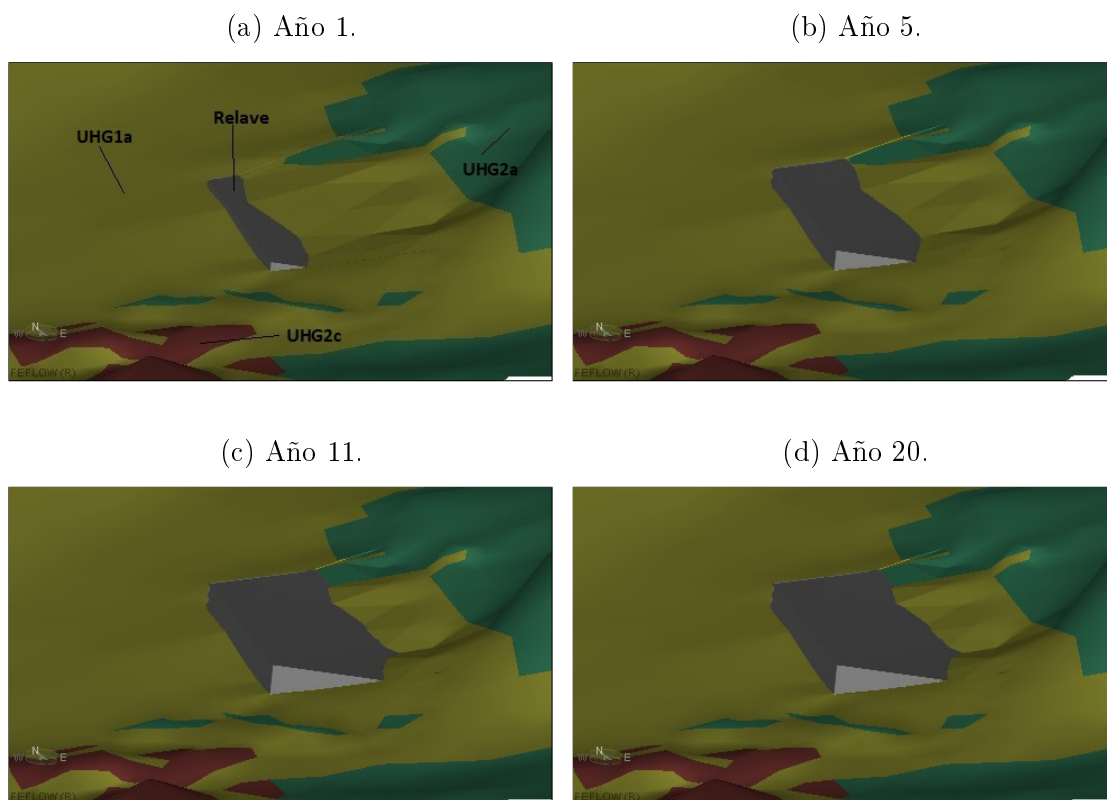 (a) Año 1.
(b) Año 5.
Relave
UHG1a
UHG2a
UHG2c
N
W E
FEFLOW (R)
N
W E
FEFLOW (R)
(c) Año 11.
(d) Año 20.
N
W E
FEFLOW (R)
N
W E
FEFLOW (R)